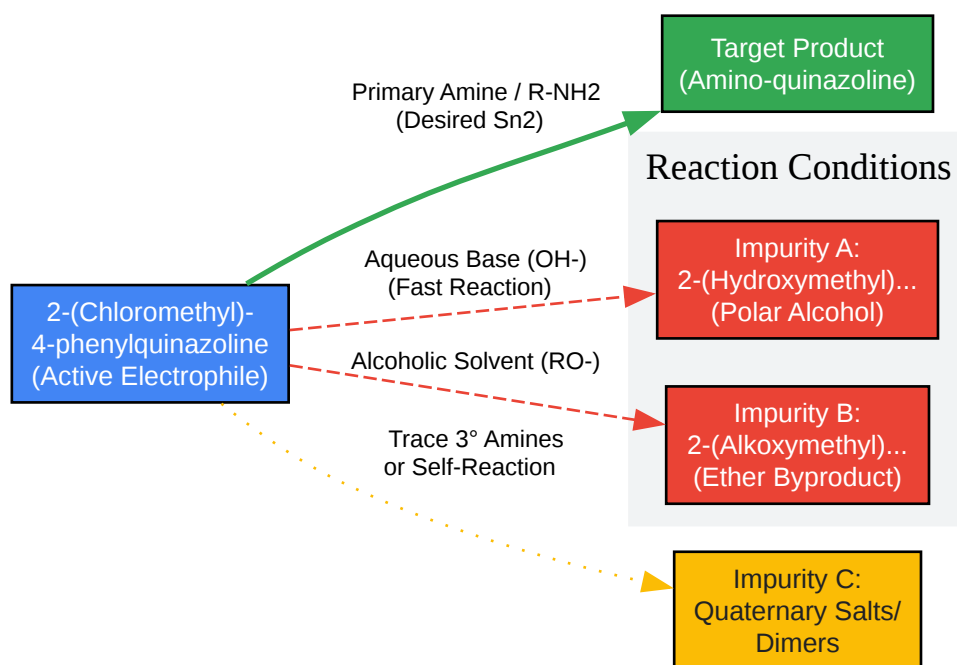 Target Product
(Amino-quinazoline)
Primary Amine / R-NH2
(Desired Sn2)
Reaction Conditions
Aqueous Base (OH-)
(Fast Reaction)
Impurity A:
2-(Hydroxymethyl)...
(Polar Alcohol)
2-(Chloromethyl)-
4-phenylquinazoline
(Active Electrophile)
Alcoholic Solvent (RO-)
Impurity B:
2-(Alkoxymethyl)...
(Ether Byproduct)
Trace 3° Amines
or Self-Reaction
Impurity C:
Quaternary Salts/
Dimers